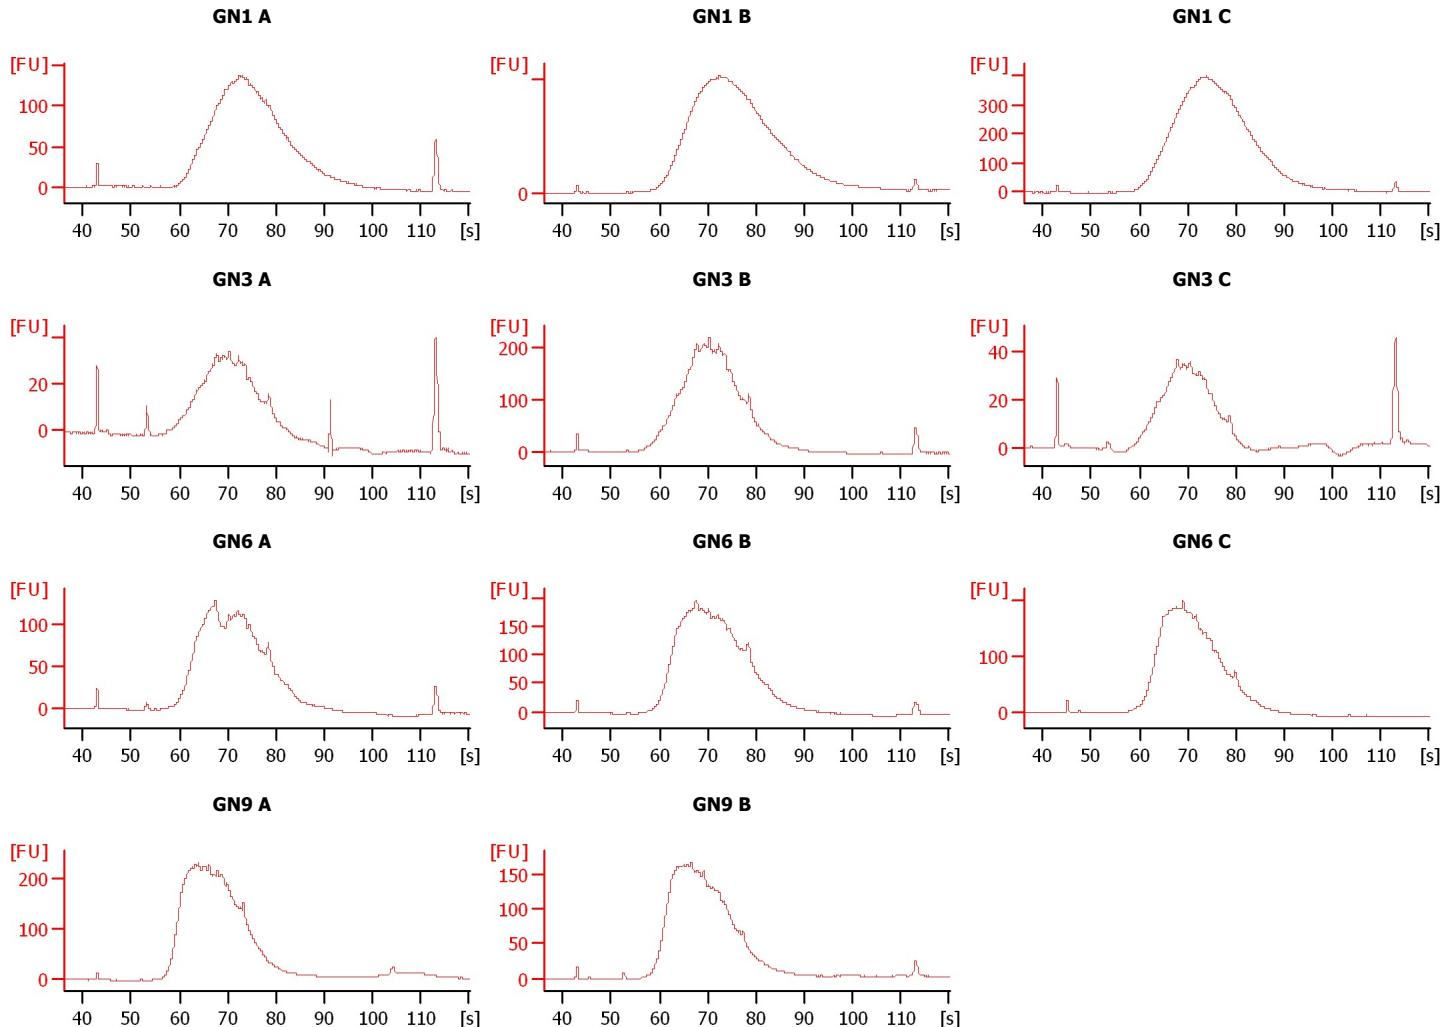 GN1 A GN1 B GN1 C
[FU] [FU] [FU]
100 300
50 200
0 0 100
0
40 50 60 70 80 90 100 110 [s] 40 50 60 70 80 90 100 110 [s] 40 50 60 70 80 90 100 110 [s]
GN3 A GN3 B GN3 C
[FU] [FU] [FU]
20 200 40
0 100 20
0 0
40 50 60 70 80 90 100 110 [s] 40 50 60 70 80 90 100 110 [s] 40 50 60 70 80 90 100 110 [s]
GN6 A GN6 B GN6 C
[FU] [FU] [FU]
100 150 100
50 100 0
0 50
0
40 50 60 70 80 90 100 110 [s] 40 50 60 70 80 90 100 110 [s] 40 50 60 70 80 90 100 110 [s]
GN9 A GN9 B
[FU] [FU]
200 150
100 100
0 50
0
40 50 60 70 80 90 100 110 [s] 40 50 60 70 80 90 100 110 [s]